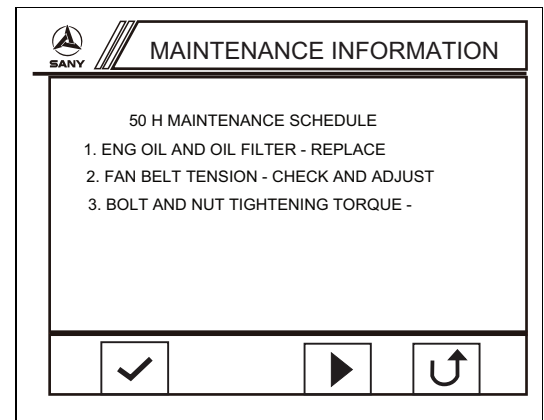 SANY
MAINTENANCE INFORMATION
50 H MAINTENANCE SCHEDULE
1. ENG OIL AND OIL FILTER - REPLACE
2. FAN BELT TENSION - CHECK AND ADJUST
3. BOLT AND NUT TIGHTENING TORQUE -